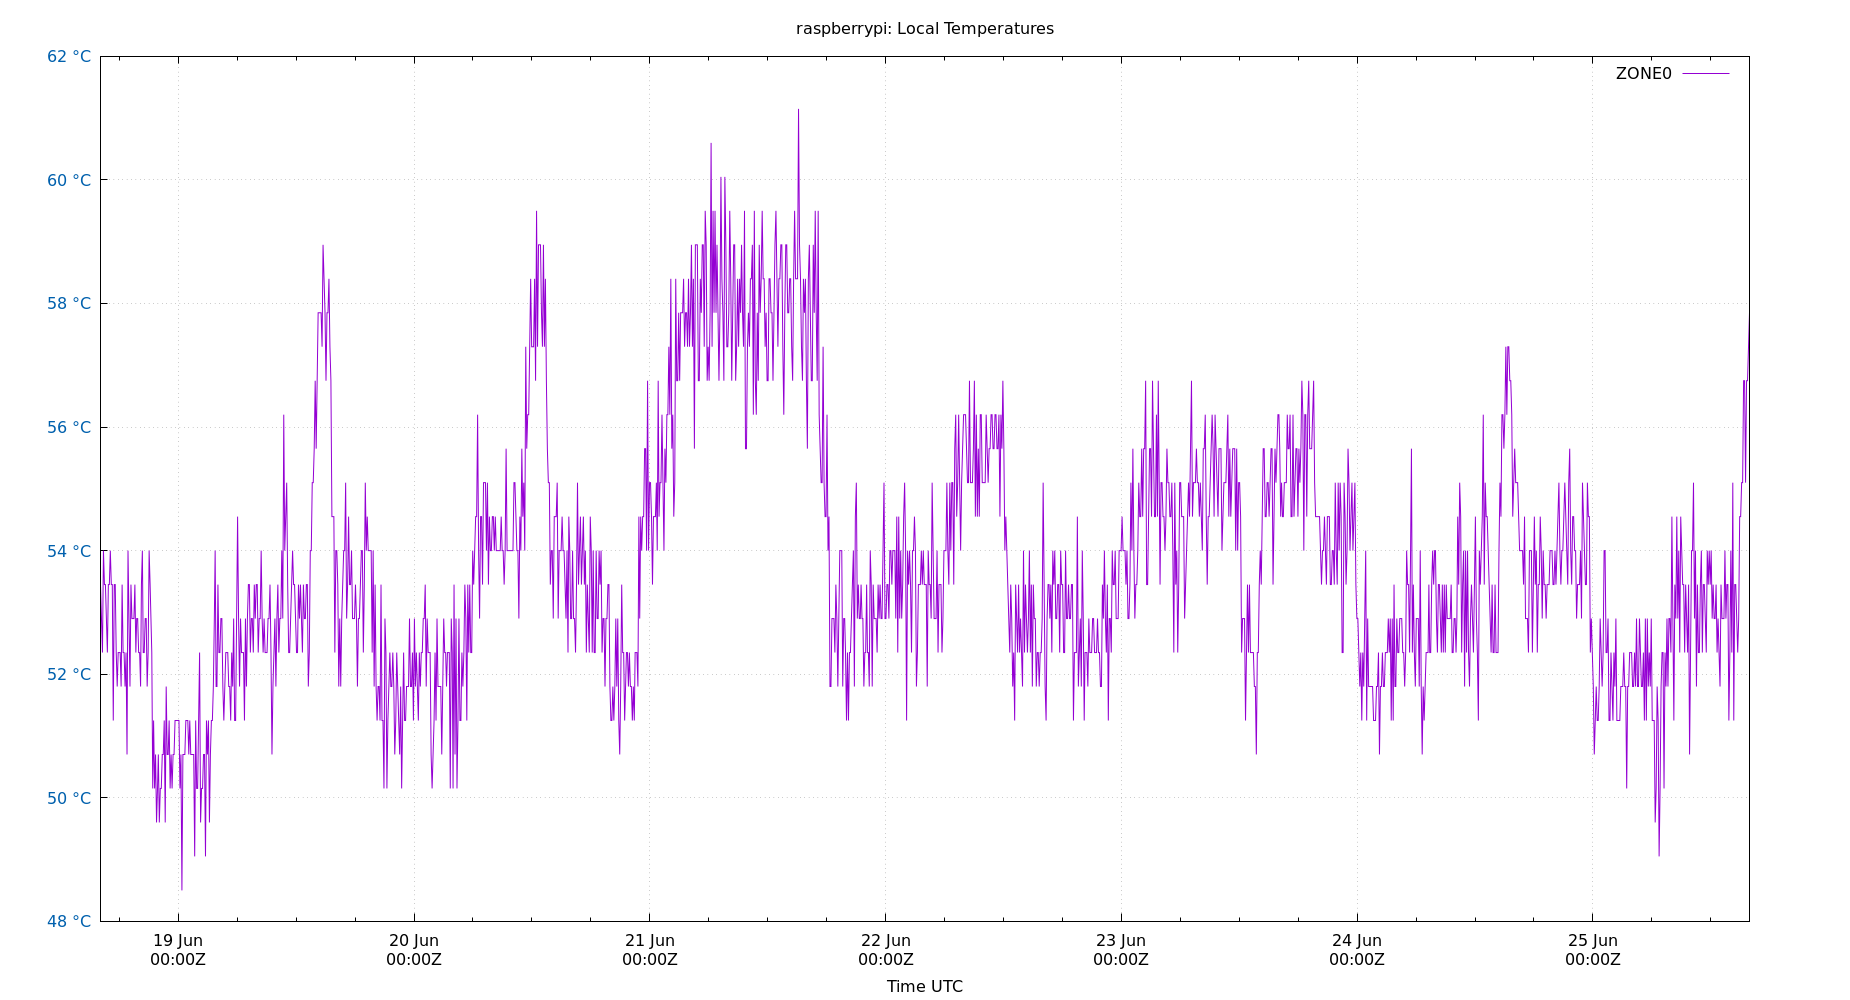 raspberrypi: Local Temperatures
62 °C
ZONE0
60 °C
58 °C
56 °C
54 °C
52 °C
50 °C
48 °C
19 Jun 20 Jun 21 Jun 22 Jun 23 Jun 24 Jun 25 Jun
00:00Z 00:00Z 00:00Z 00:00Z 00:00Z 00:00Z 00:00Z
Time UTC